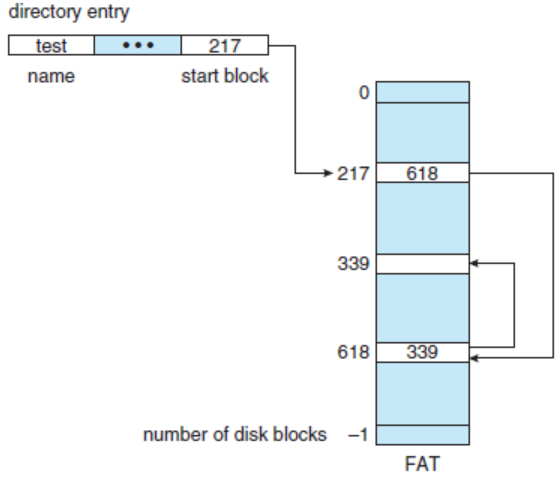 directory entry
test ••• 217
name start block
0
217 618
339
618 339
number of disk blocks –1
FAT